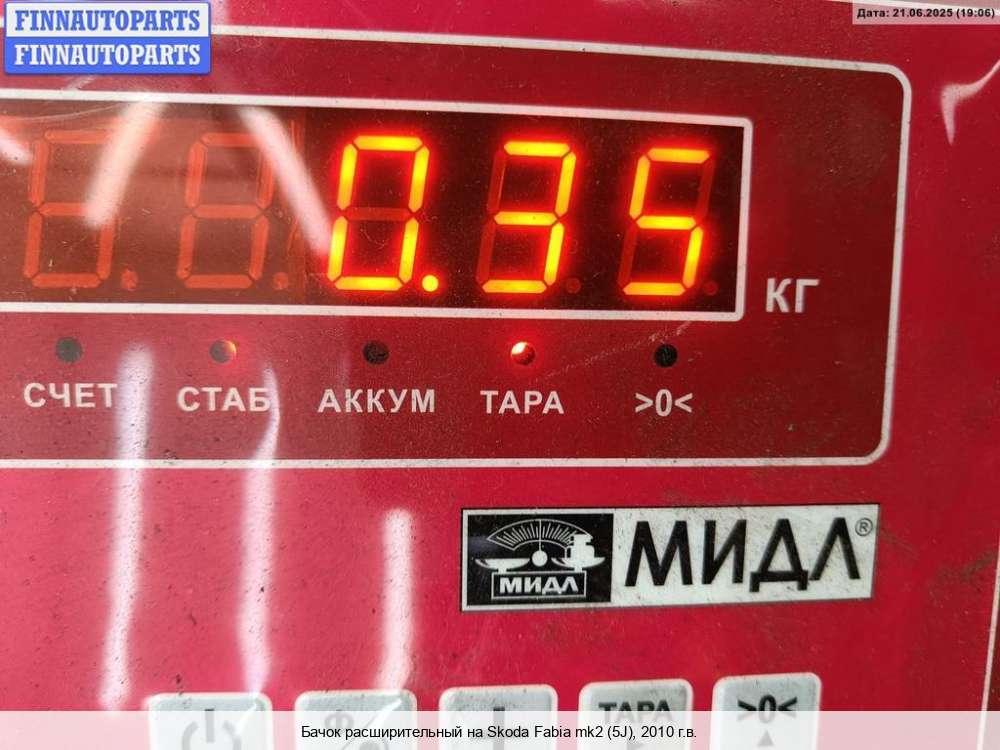 FINNAUTOPARTS
FINNAUTOPARTS
Дата: 21.06.2025 (19:06)
0.35
КГ
СЧЕТ СТАБ АККУМ ТАРА >0<
МИДЛ МИДЛ®
ТАРА >0<
Бачок расширительный на Skoda Fabia mk2 (5J), 2010 г.в.